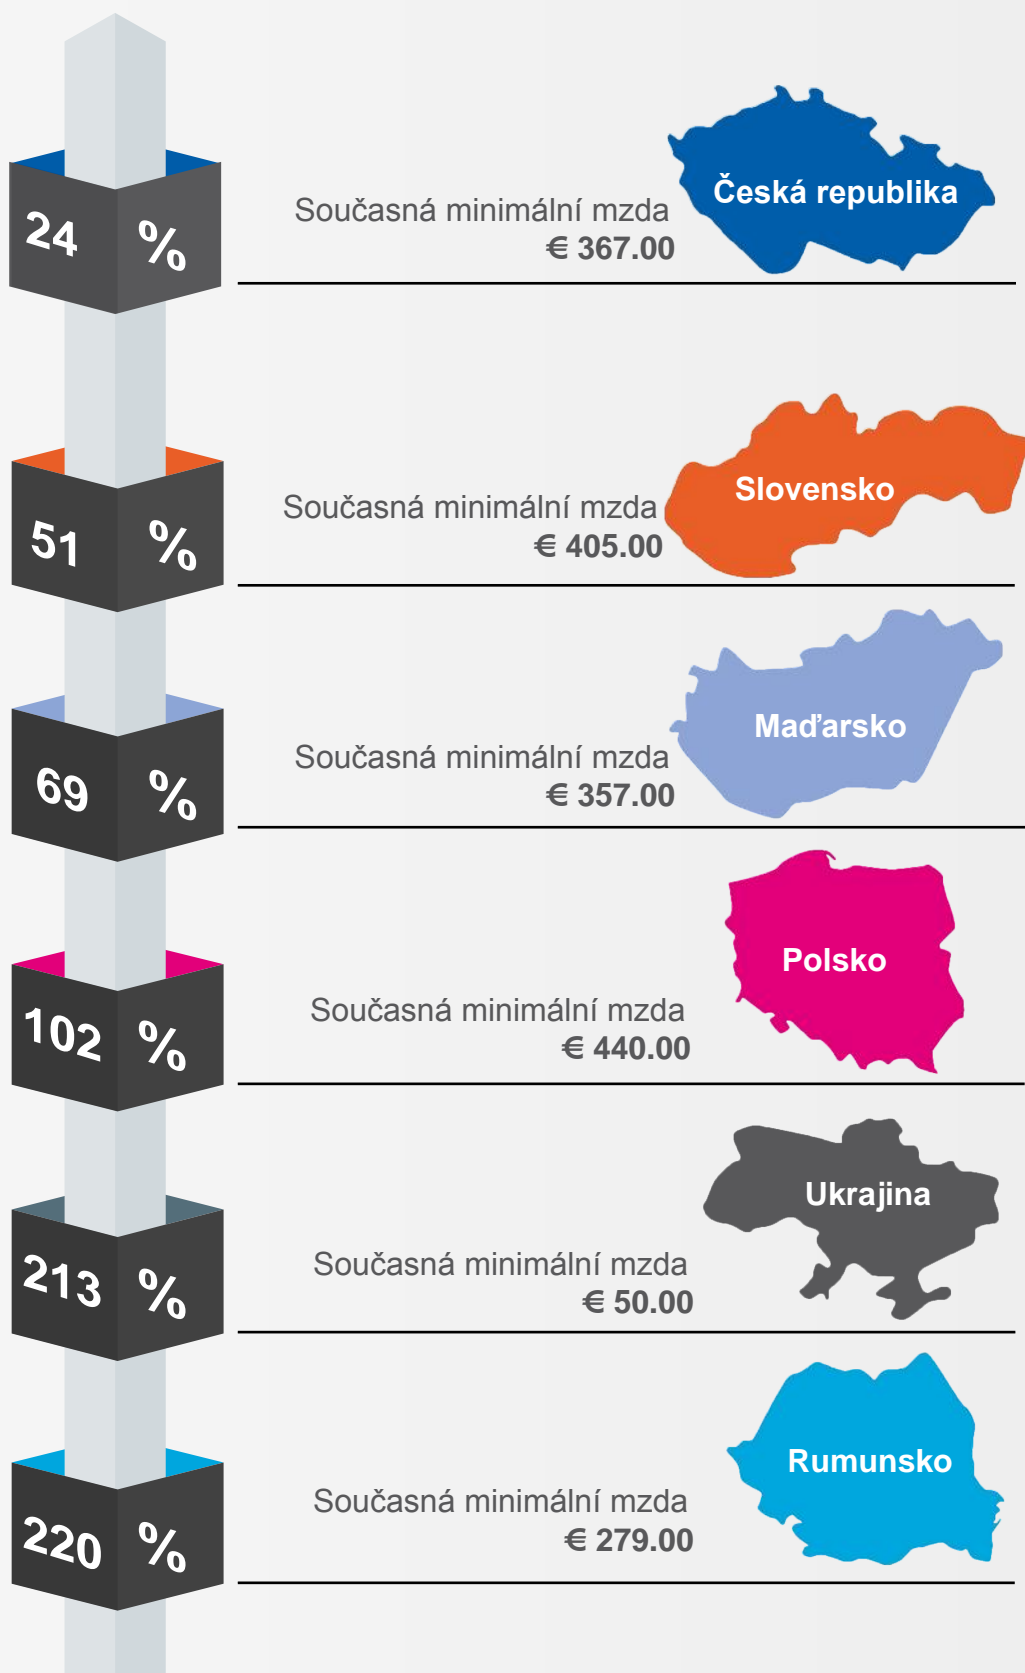 24 %
Současná minimální mzda
€ 367.00
Česká republika
51 %
Současná minimální mzda
€ 405.00
Slovensko
69 %
Současná minimální mzda
€ 357.00
Maďarsko
102 %
Současná minimální mzda
€ 440.00
Polsko
213 %
Současná minimální mzda
€ 50.00
Ukrajina
220 %
Současná minimální mzda
€ 279.00
Rumunsko